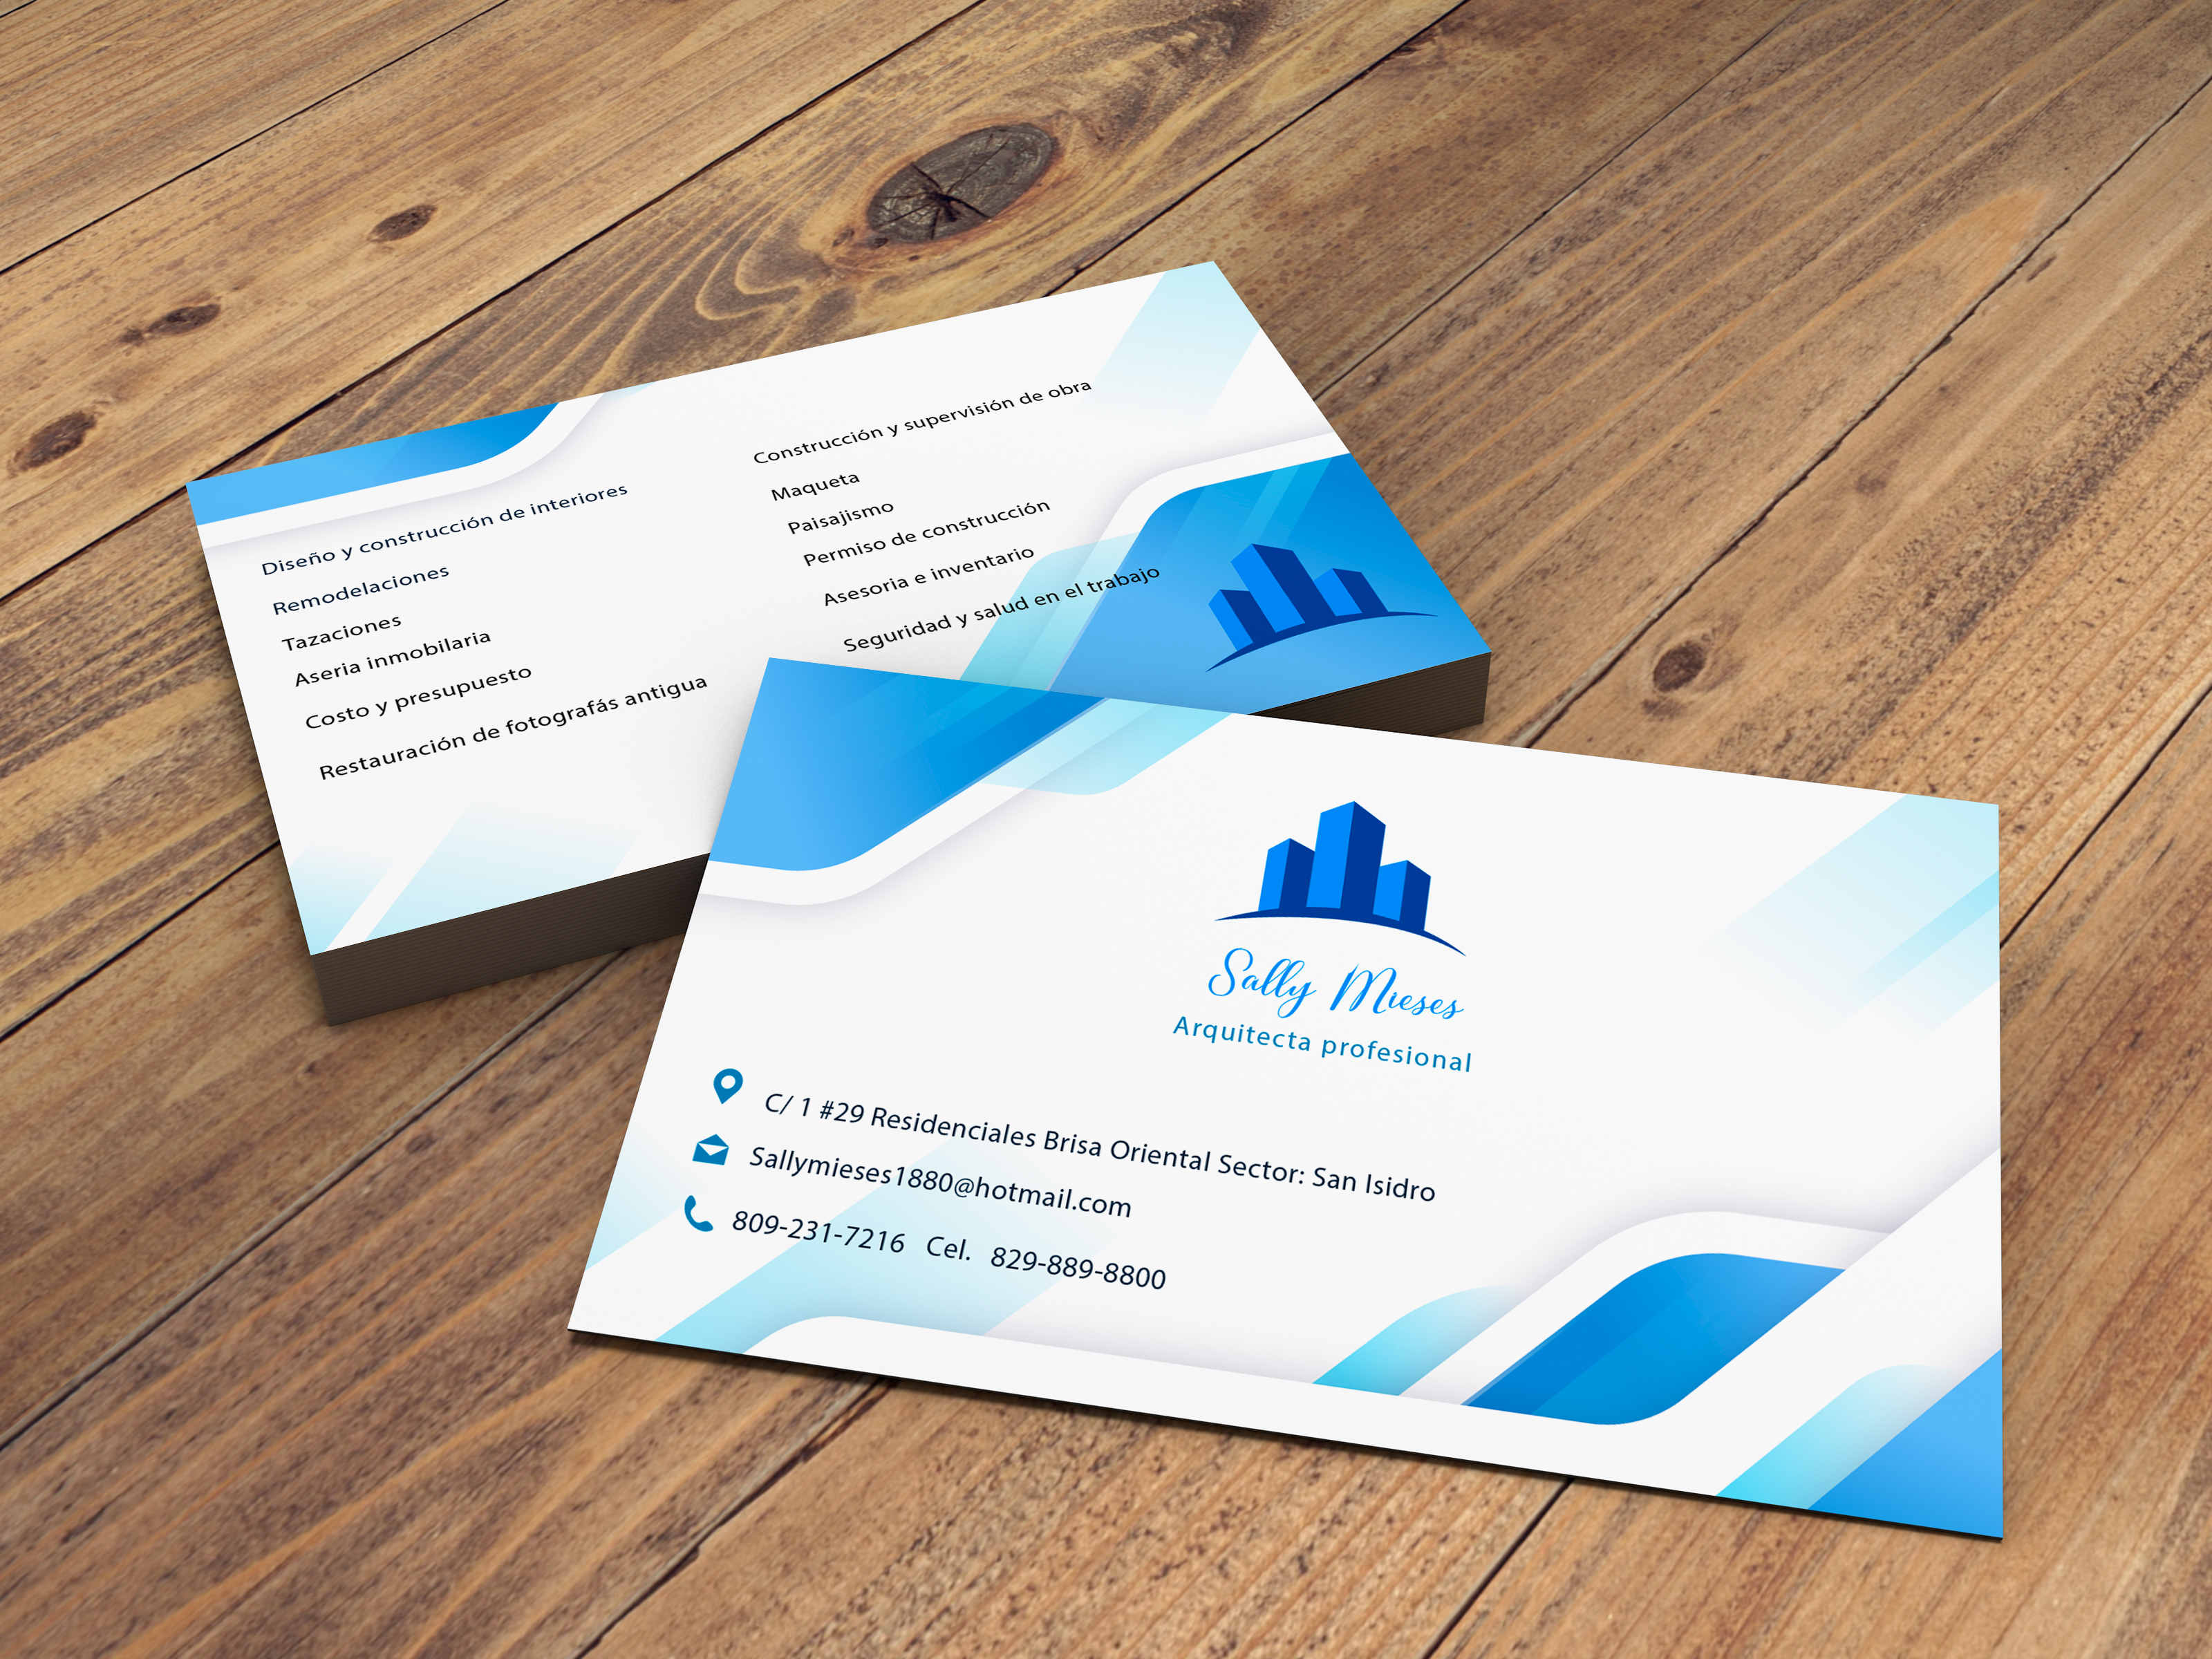 Diseño y construcción de interiores
Remodelaciones
Tazaciones
Aseria inmobilaria
Costo y presupuesto
Restauración de fotografás antigua
Construcción y supervisión de obra
Maqueta
Paisajismo
Permiso de construcción
Asesoria e inventario
Seguridad y salud en el trabajo
Sally Mieses
Arquitecta profesional
C/ 1 #29 Residenciales Brisa Oriental Sector: San Isidro
Sallymieses1880@hotmail.com
809-231-7216 Cel. 829-889-8800